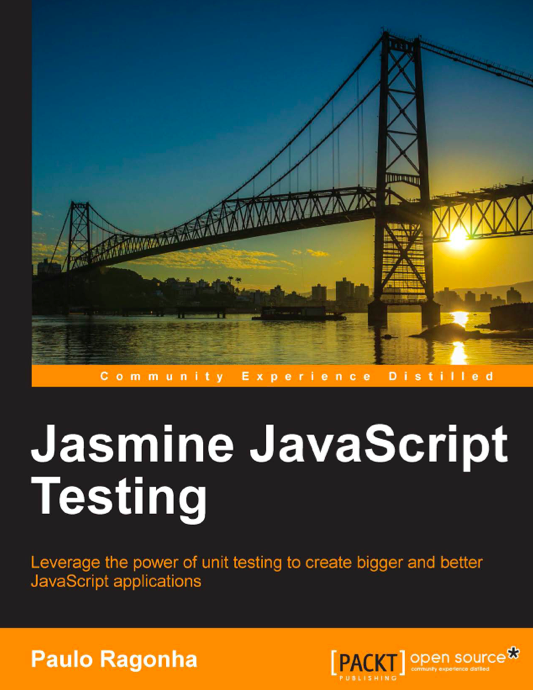 Community Experience Distilled
Jasmine JavaScript
Testing
Leverage the power of unit testing to create bigger and better
JavaScript applications
Paulo Ragonha
[PACKT] open source*
PUBLISHING community experience distilled